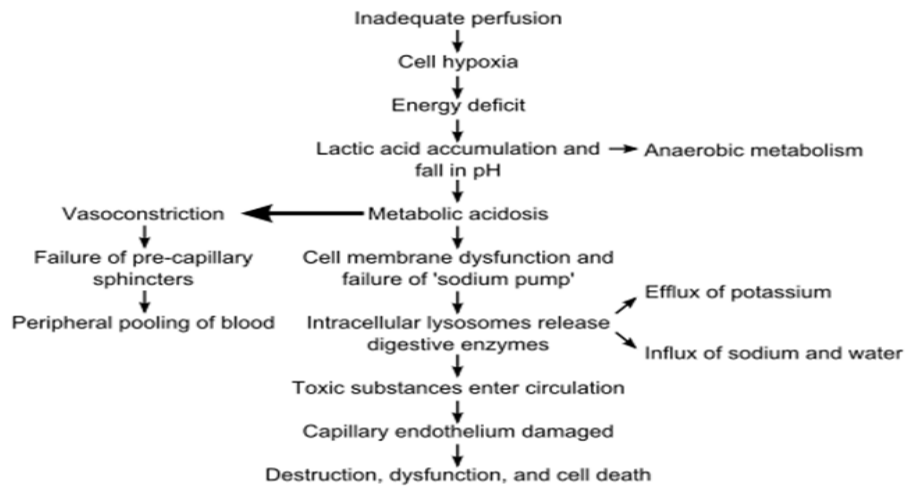 Inadequate perfusion
Cell hypoxia
Energy deficit
Lactic acid accumulation and
fall in pH
Anaerobic metabolism
Vasoconstriction
Metabolic acidosis
Failure of pre-capillary
sphincters
Cell membrane dysfunction and
failure of 'sodium pump'
Efflux of potassium
Peripheral pooling of blood
Intracellular lysosomes release
digestive enzymes
Influx of sodium and water
Toxic substances enter circulation
Capillary endothelium damaged
Destruction, dysfunction, and cell death